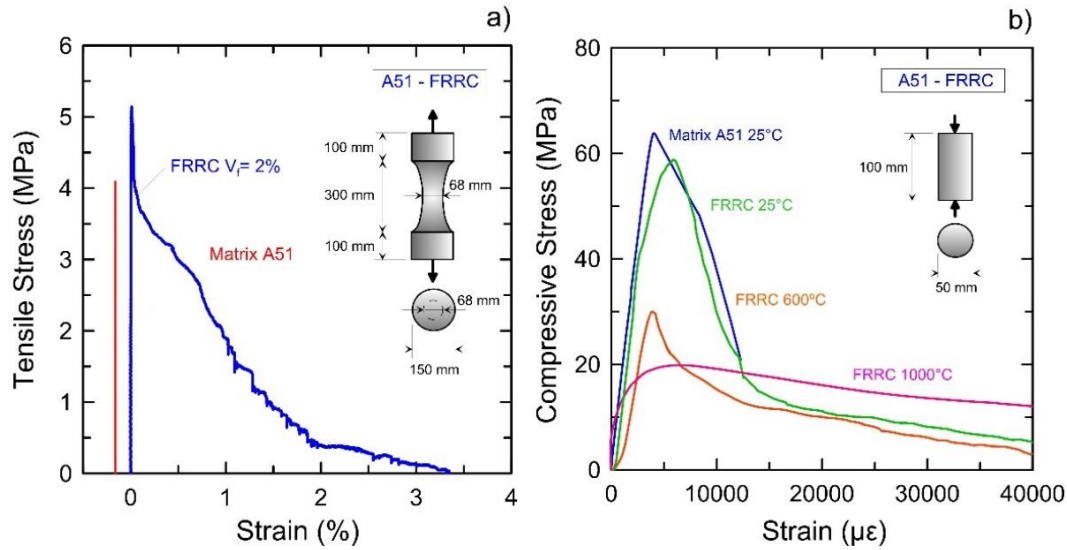 a)
Tensile Stress (MPa)
6
5
4
3
2
1
0
0
1
2
3
4
Strain (%)
A51 - FRRC
FRRC Vf= 2%
Matrix A51
100 mm
300 mm
68 mm
100 mm
68 mm
150 mm
b)
Compressive Stress (MPa)
80
60
40
20
0
0
10000
20000
30000
40000
Strain (µε)
A51 - FRRC
Matrix A51 25°C
FRRC 25°C
FRRC 600ºC
FRRC 1000°C
100 mm
50 mm